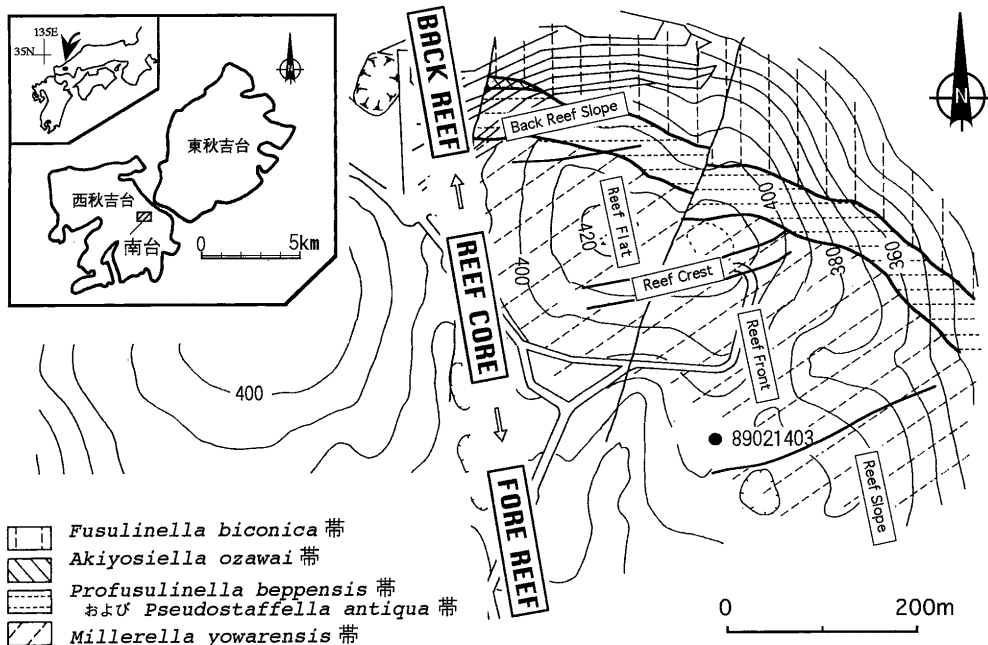 135E
35N
東秋吉台
西秋吉台
南台
0 5km
BACK REEF
REEF CORE
FORE REEF
N
Back Reef Slope
Reef Flat
420
400
Reef Crest
Reef Front
Reef Slope
400
380
360
400
89021403
Fusulinella biconica 帯
Akiyosiella ozawai 帯
Profusulinella beppensis 帯
および Pseudostaffella antiqua 帯
Millerella yowarensis 帯
0 200m